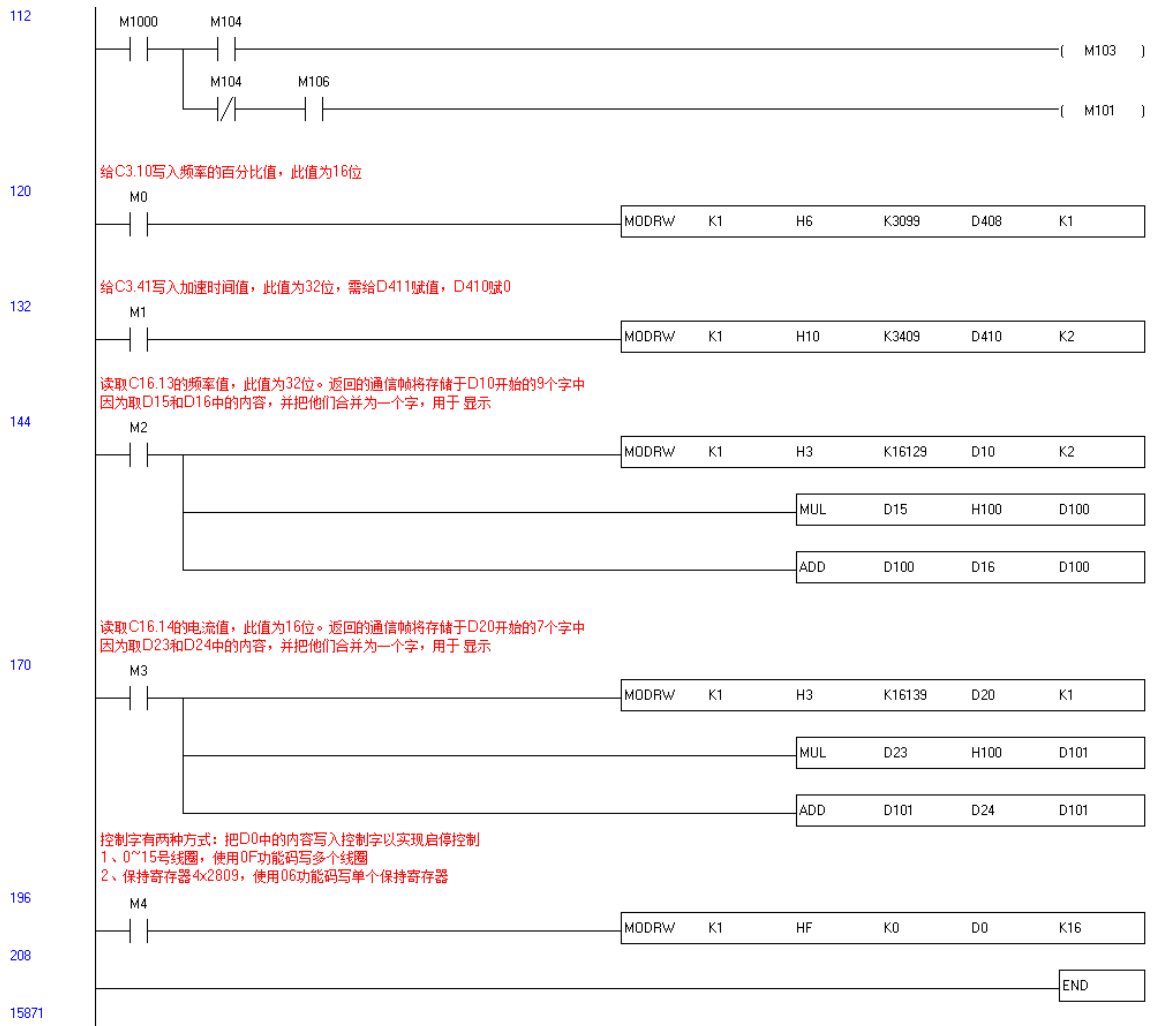 112
M1000 M104
( M103 )
M104 M106
( M101 )
给C3.10写入频率的百分比值，此值为16位
120
M0
MODRW K1 H6 K3099 D408 K1
给C3.41写入加速时间值，此值为32位，需给D411赋值，D410赋0
132
M1
MODRW K1 H10 K3409 D410 K2
读取C16.13的频率值，此值为32位。返回的通信帧将存储于D10开始的9个字中
因为取D15和D16中的内容，并把他们合并为一个字，用于 显示
144
M2
MODRW K1 H3 K16129 D10 K2
MUL D15 H100 D100
ADD D100 D16 D100
读取C16.14的电流值，此值为16位。返回的通信帧将存储于D20开始的7个字中
因为取D23和D24中的内容，并把他们合并为一个字，用于 显示
170
M3
MODRW K1 H3 K16139 D20 K1
MUL D23 H100 D101
ADD D101 D24 D101
控制字有两种方式：把D0中的内容写入控制字以实现启停控制
1、0~15号线圈，使用0F功能码写多个线圈
2、保持寄存器4x2809，使用06功能码写单个保持寄存器
196
M4
MODRW K1 HF K0 D0 K16
208
END
15871